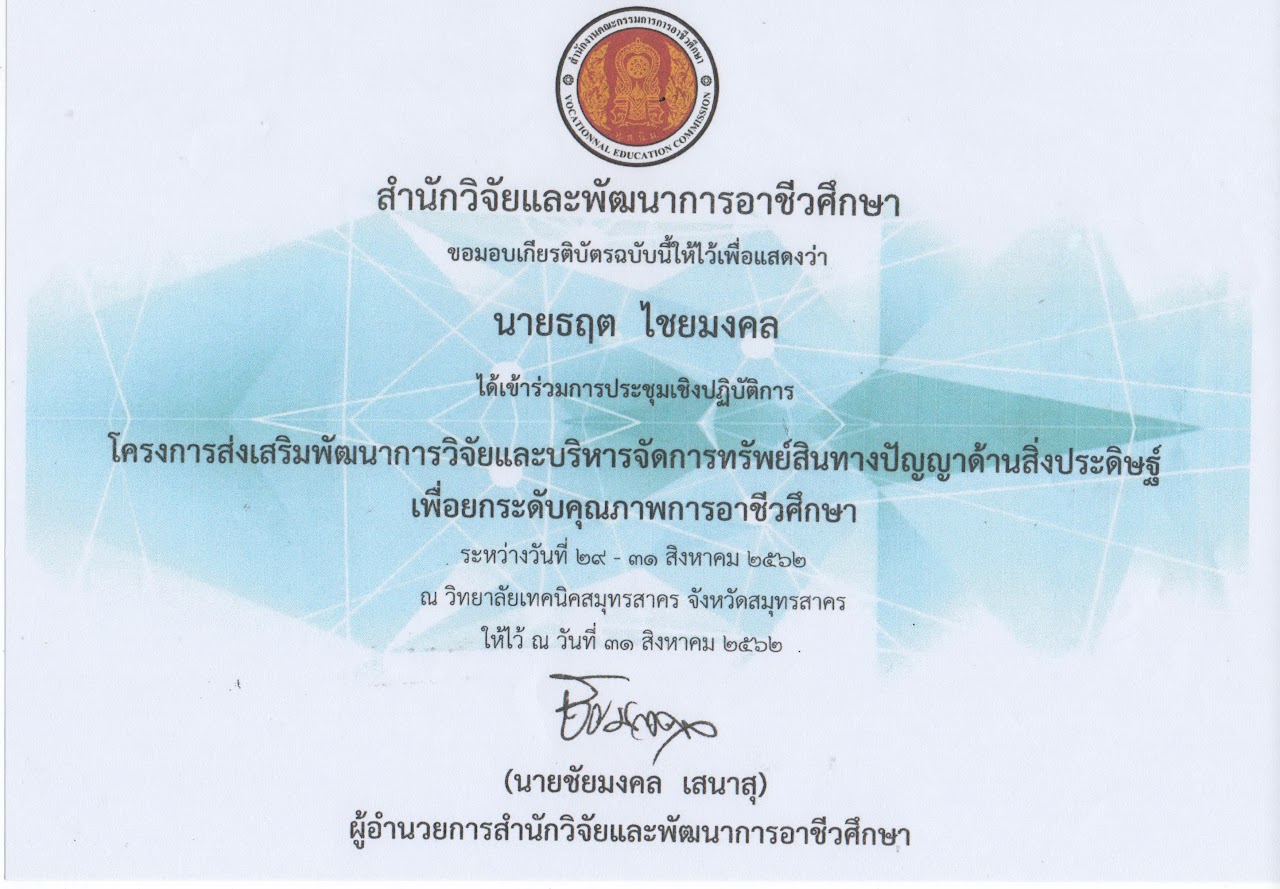 สำนักงานคณะกรรมการการอาชีวศึกษา
VOCATIONNAL EDUCATION COMMISSION
สำนักวิจัยและพัฒนาการอาชีวศึกษา
ขอมอบเกียรติบัตรฉบับนี้ให้ไว้เพื่อแสดงว่า
นายธฤต ไชยมงคล
ได้เข้าร่วมการประชุมเชิงปฏิบัติการ
โครงการส่งเสริมพัฒนาการวิจัยและบริหารจัดการทรัพย์สินทางปัญญาด้านสิ่งประดิษฐ์
เพื่อยกระดับคุณภาพการอาชีวศึกษา
ระหว่างวันที่ ๒๙ - ๓๑ สิงหาคม ๒๕๖๒
ณ วิทยาลัยเทคนิคสมุทรสาคร จังหวัดสมุทรสาคร
ให้ไว้ ณ วันที่ ๓๑ สิงหาคม ๒๕๖๒
(นายชัยมงคล เสนาสุ)
ผู้อำนวยการสำนักวิจัยและพัฒนาการอาชีวศึกษา